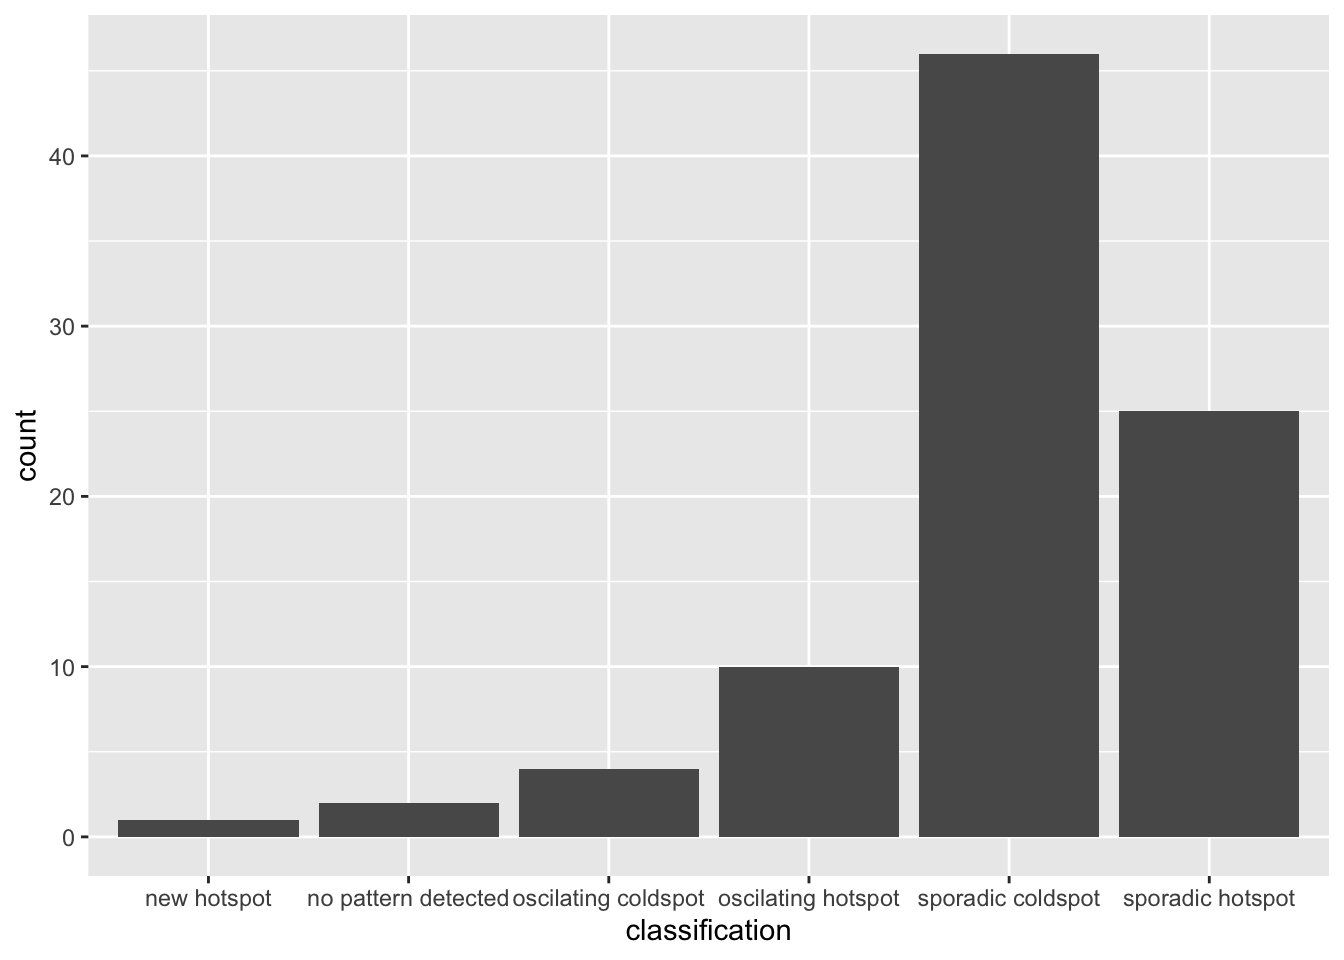 count
40
30
20
10
0
new hotspot
no pattern detected
oscilating coldspot
oscilating hotspot
sporadic coldspot
sporadic hotspot
classification